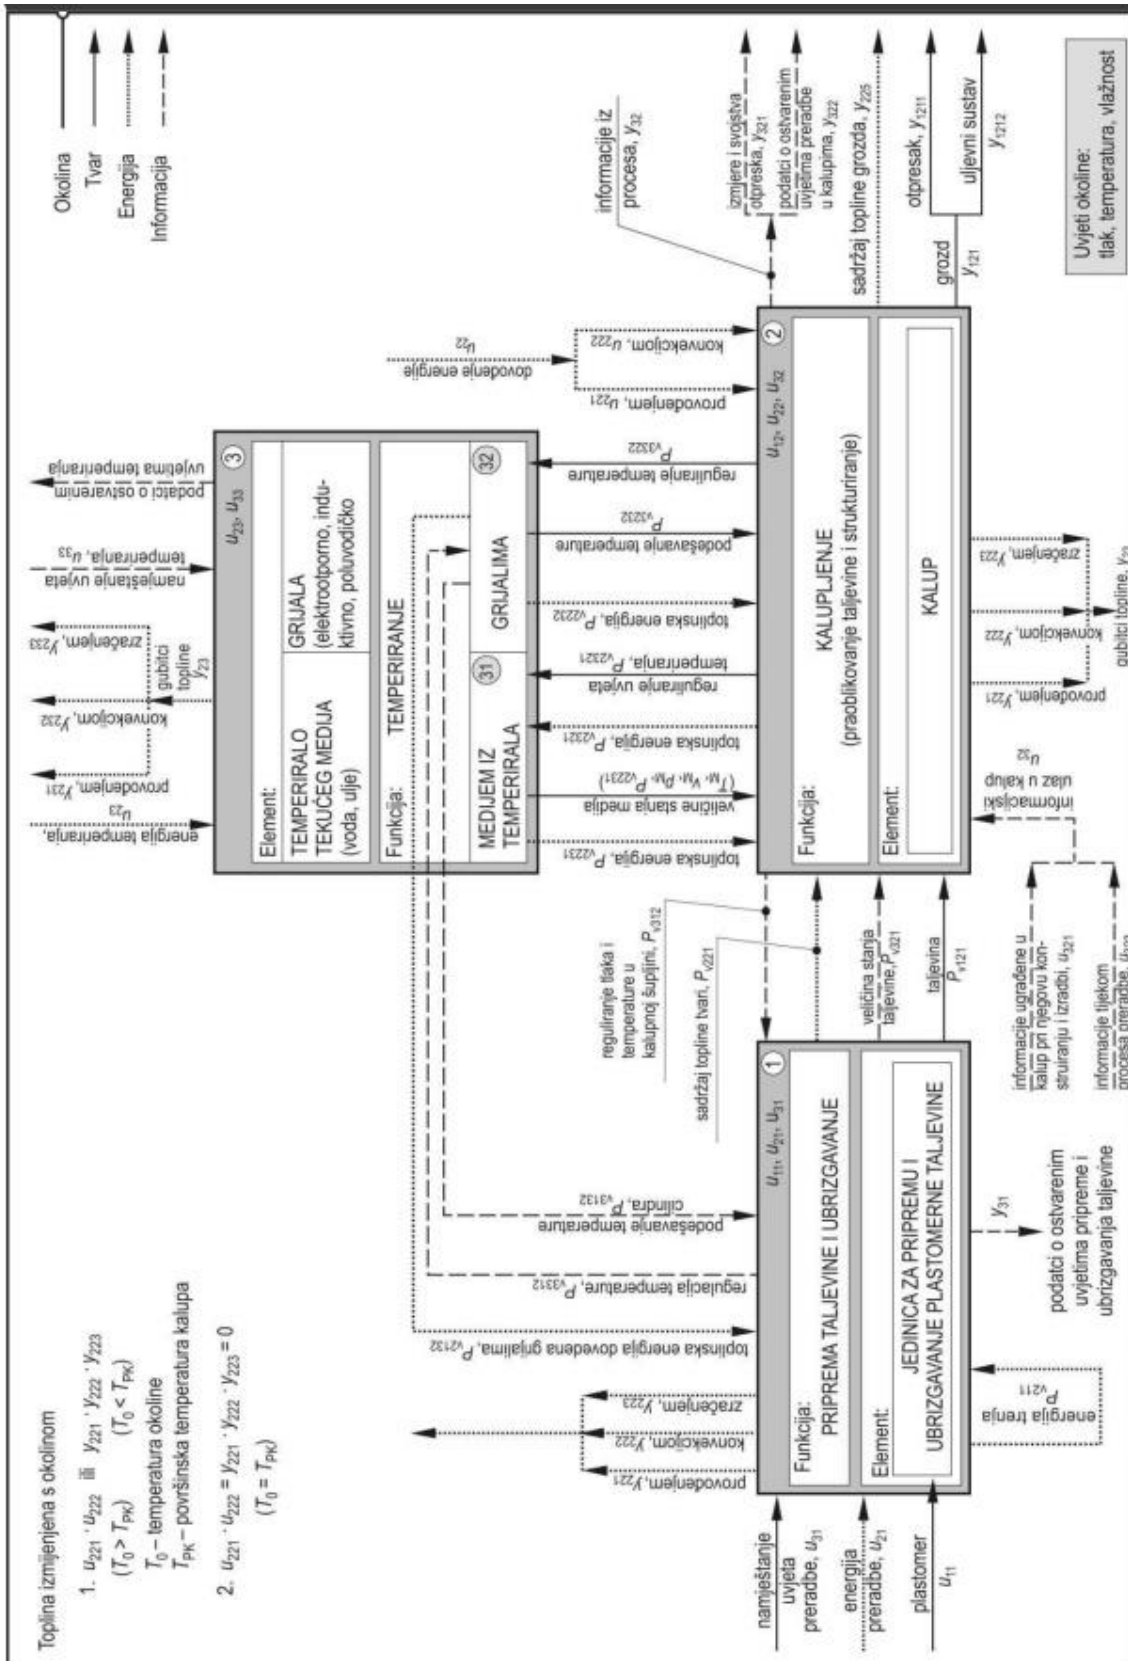 Toplina izmijenjena s okolinom
1. u221 · u222 ili y221 · y222 · y223
(T0 > TPK) (T0 < TPK)
T0 – temperatura okoline
TPK – površinska temperatura kalupa
2. u221 · u222 = y221 · y222 · y223 = 0
(T0 = TPK)
Okolina
Tvar
Energija
Informacija
energija temperiranja,
u23
provođenjem, y231
konvekcijom, y232
zračenjem, y233
gubitci
topline
y23
namještanje uvjeta
temperiranja, u33
podatci o ostvarenim
uvjetima temperiranja
u23, u33
3
Element:
TEMPERIRALO
TEKUĆEG MEDIJA
(voda, ulje)
GRIJALA
(elektrootporno, indu-
ktivno, poluvodičko
Funkcija:
TEMPERIRANJE
MEDIJEM IZ
TEMPERIRALA
31
GRIJALIMA
32
provođenjem, y221
konvekcijom, y222
zračenjem, y223
toplinska energija dovedena grijalima, Pv2132
regulacija temperature, Pv3312
podešavanje temperature
cilindra, Pv3132
reguliranje tlaka i
temperature u
kalupnoj šupljini, Pv312
sadržaj topline tvari, Pv221
toplinska energija, Pv2231
veličine stanja medija
(TM, vM, pM, Pv2231)
toplinska energija, Pv2321
reguliranje uvjeta
temperiranja, Pv2321
toplinska energija, Pv2232
podešavanje temperature
Pv3232
reguliranje temperature
Pv3322
dovođenje energije
u22
provođenjem, u221
konvekcijom, u222
informacije iz
procesa, y32
namještanje
uvjeta
preradbe, u31
energija
preradbe, u21
plastomer
u11
u11, u21, u31
1
Funkcija:
PRIPREMA TALJEVINE I UBRIZGAVANJE
Element:
JEDINICA ZA PRIPREMU I
UBRIZGAVANJE PLASTOMERNE TALJEVINE
energija trenja
Pv211
y31
podatci o ostvarenim
uvjetima pripreme i
ubrizgavanja taljevine
veličina stanja
taljevine, Pv321
taljevina
Pv121
u12, u22, u32
2
Funkcija:
KALUPLJENJE
(praoblikovanje taljevine i strukturiranje)
Element:
KALUP
informacije ugrađene u
kalup pri njegovu kon-
struiranju i izradbi, u321
informacije tijekom
procesa preradbe,
informacijski
ulaz u kalup
u32
provođenjem, y221
konvekcijom, y222
zračenjem, y223
gubitci topline, y22
izmjere i svojstva
otpreska, y321
podatci o ostvarenim
uvjetima preradbe
u kalupima, y322
sadržaj topline grozda, y225
grozd
y121
otpresak, y1211
uljevni sustav
y1212
Uvjeti okoline:
tlak, temperatura, vlažnost